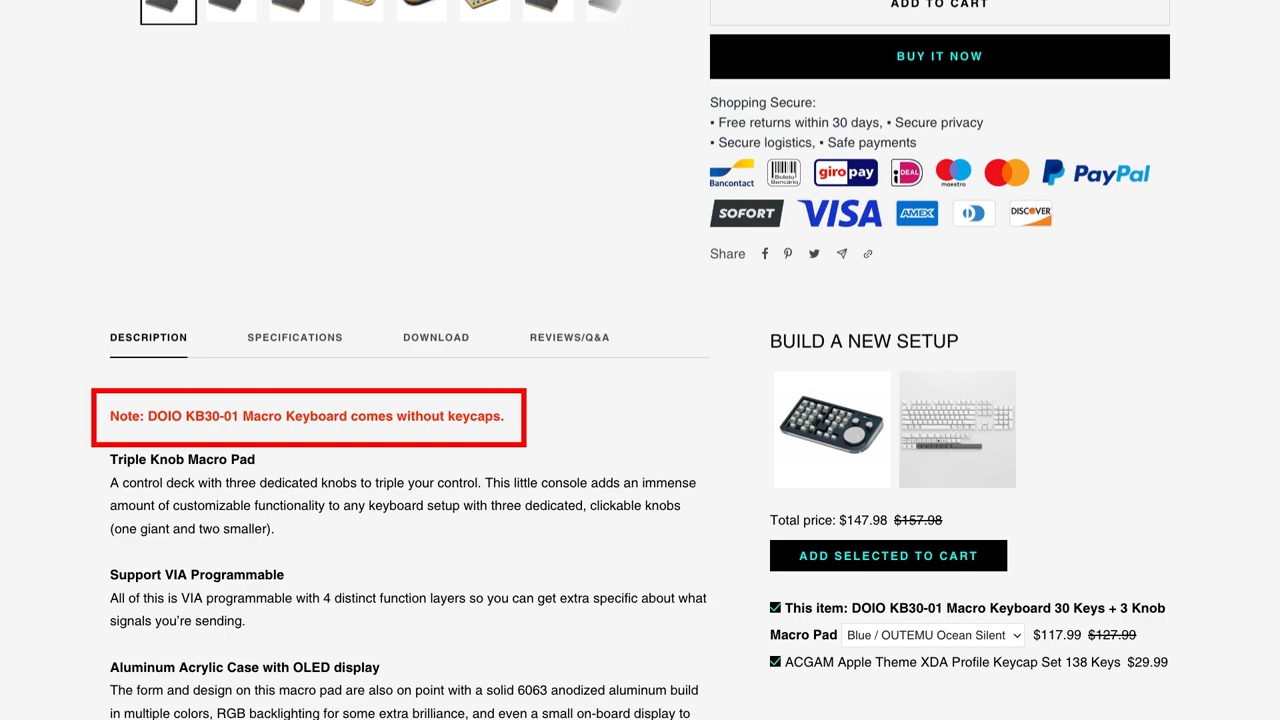 ADD TO CART
BUY IT NOW
Shopping Secure:
• Free returns within 30 days, • Secure privacy
• Secure logistics, • Safe payments
Bancontact
Boleto Bancário
giropay
iDEAL
maestro
PayPal
SOFORT
VISA
AMEX
DISCOVER
Share
DESCRIPTION SPECIFICATIONS DOWNLOAD REVIEWS/Q&A
Note: DOIO KB30-01 Macro Keyboard comes without keycaps.
Triple Knob Macro Pad
A control deck with three dedicated knobs to triple your control. This little console adds an immense
amount of customizable functionality to any keyboard setup with three dedicated, clickable knobs
(one giant and two smaller).
Support VIA Programmable
All of this is VIA programmable with 4 distinct function layers so you can get extra specific about what
signals you’re sending.
Aluminum Acrylic Case with OLED display
The form and design on this macro pad are also on point with a solid 6063 anodized aluminum build
in multiple colors, RGB backlighting for some extra brilliance, and even a small on-board display to
BUILD A NEW SETUP
Total price: $147.98 $157.98
ADD SELECTED TO CART
This item: DOIO KB30-01 Macro Keyboard 30 Keys + 3 Knob
Macro Pad Blue / OUTEMU Ocean Silent $117.99 $127.99
ACGAM Apple Theme XDA Profile Keycap Set 138 Keys $29.99